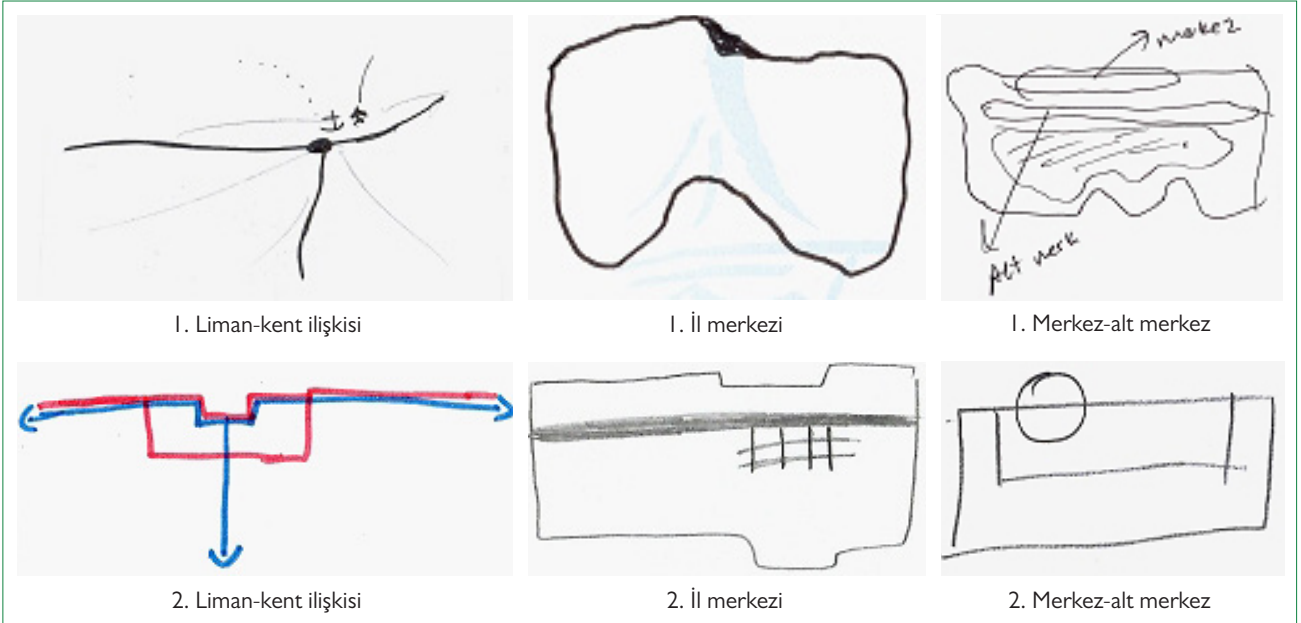 merkez
Alt merk
1. Liman-kent ilişkisi
1. İl merkezi
1. Merkez-alt merkez
2. Liman-kent ilişkisi
2. İl merkezi
2. Merkez-alt merkez